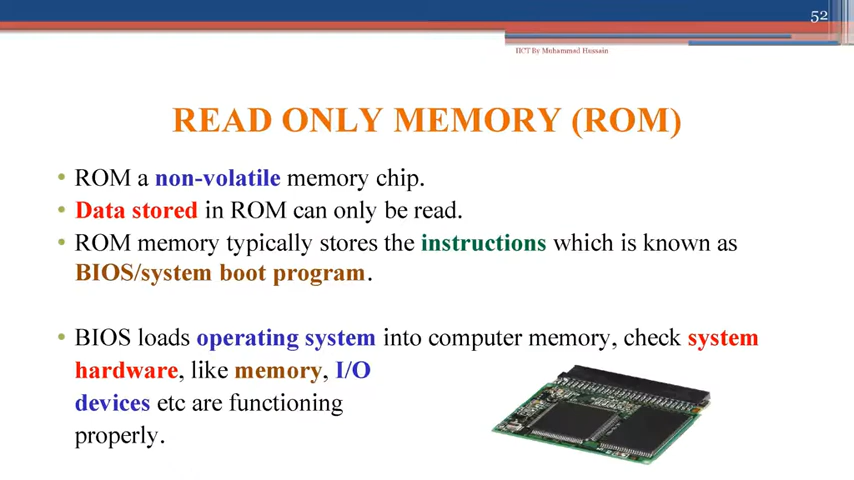 52
IICT By Muhammad Hussain
READ ONLY MEMORY (ROM)
• ROM a non-volatile memory chip.
• Data stored in ROM can only be read.
• ROM memory typically stores the instructions which is known as
BIOS/system boot program.
• BIOS loads operating system into computer memory, check system
hardware, like memory, I/O
devices etc are functioning
properly.